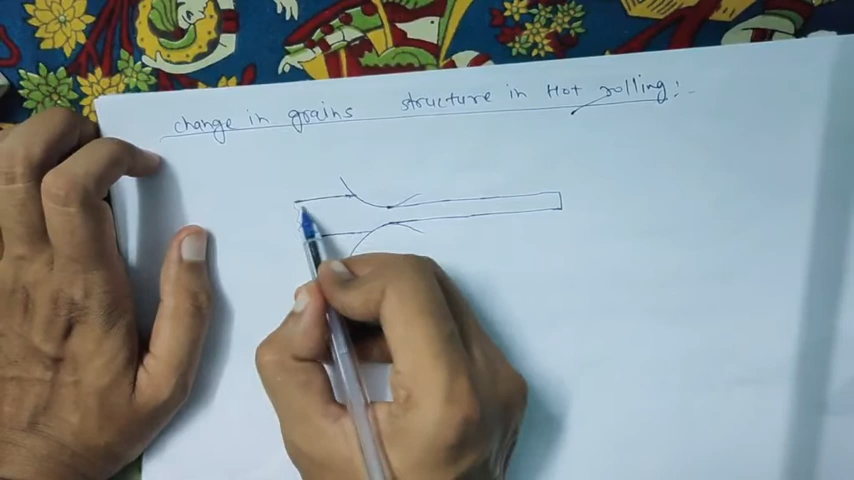 change in grains structure in Hot rolling :-